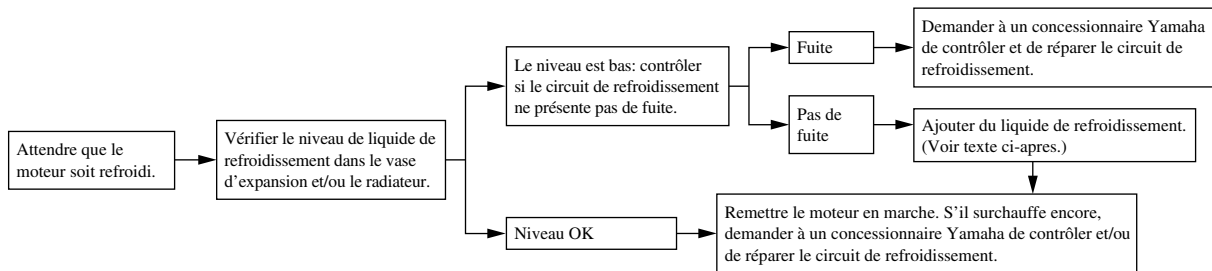 Attendre que le
moteur soit refroidi.
Vérifier le niveau de liquide de
refroidissement dans le vase
d’expansion et/ou le radiateur.
Le niveau est bas: contrôler
si le circuit de refroidissement
ne présente pas de fuite.
Fuite
Demander à un concessionnaire Yamaha
de contrôler et de réparer le circuit de
refroidissement.
Pas de
fuite
Ajouter du liquide de refroidissement.
(Voir texte ci-apres.)
Niveau OK
Remettre le moteur en marche. S’il surchauffe encore,
demander à un concessionnaire Yamaha de contrôler et/ou
de réparer le circuit de refroidissement.